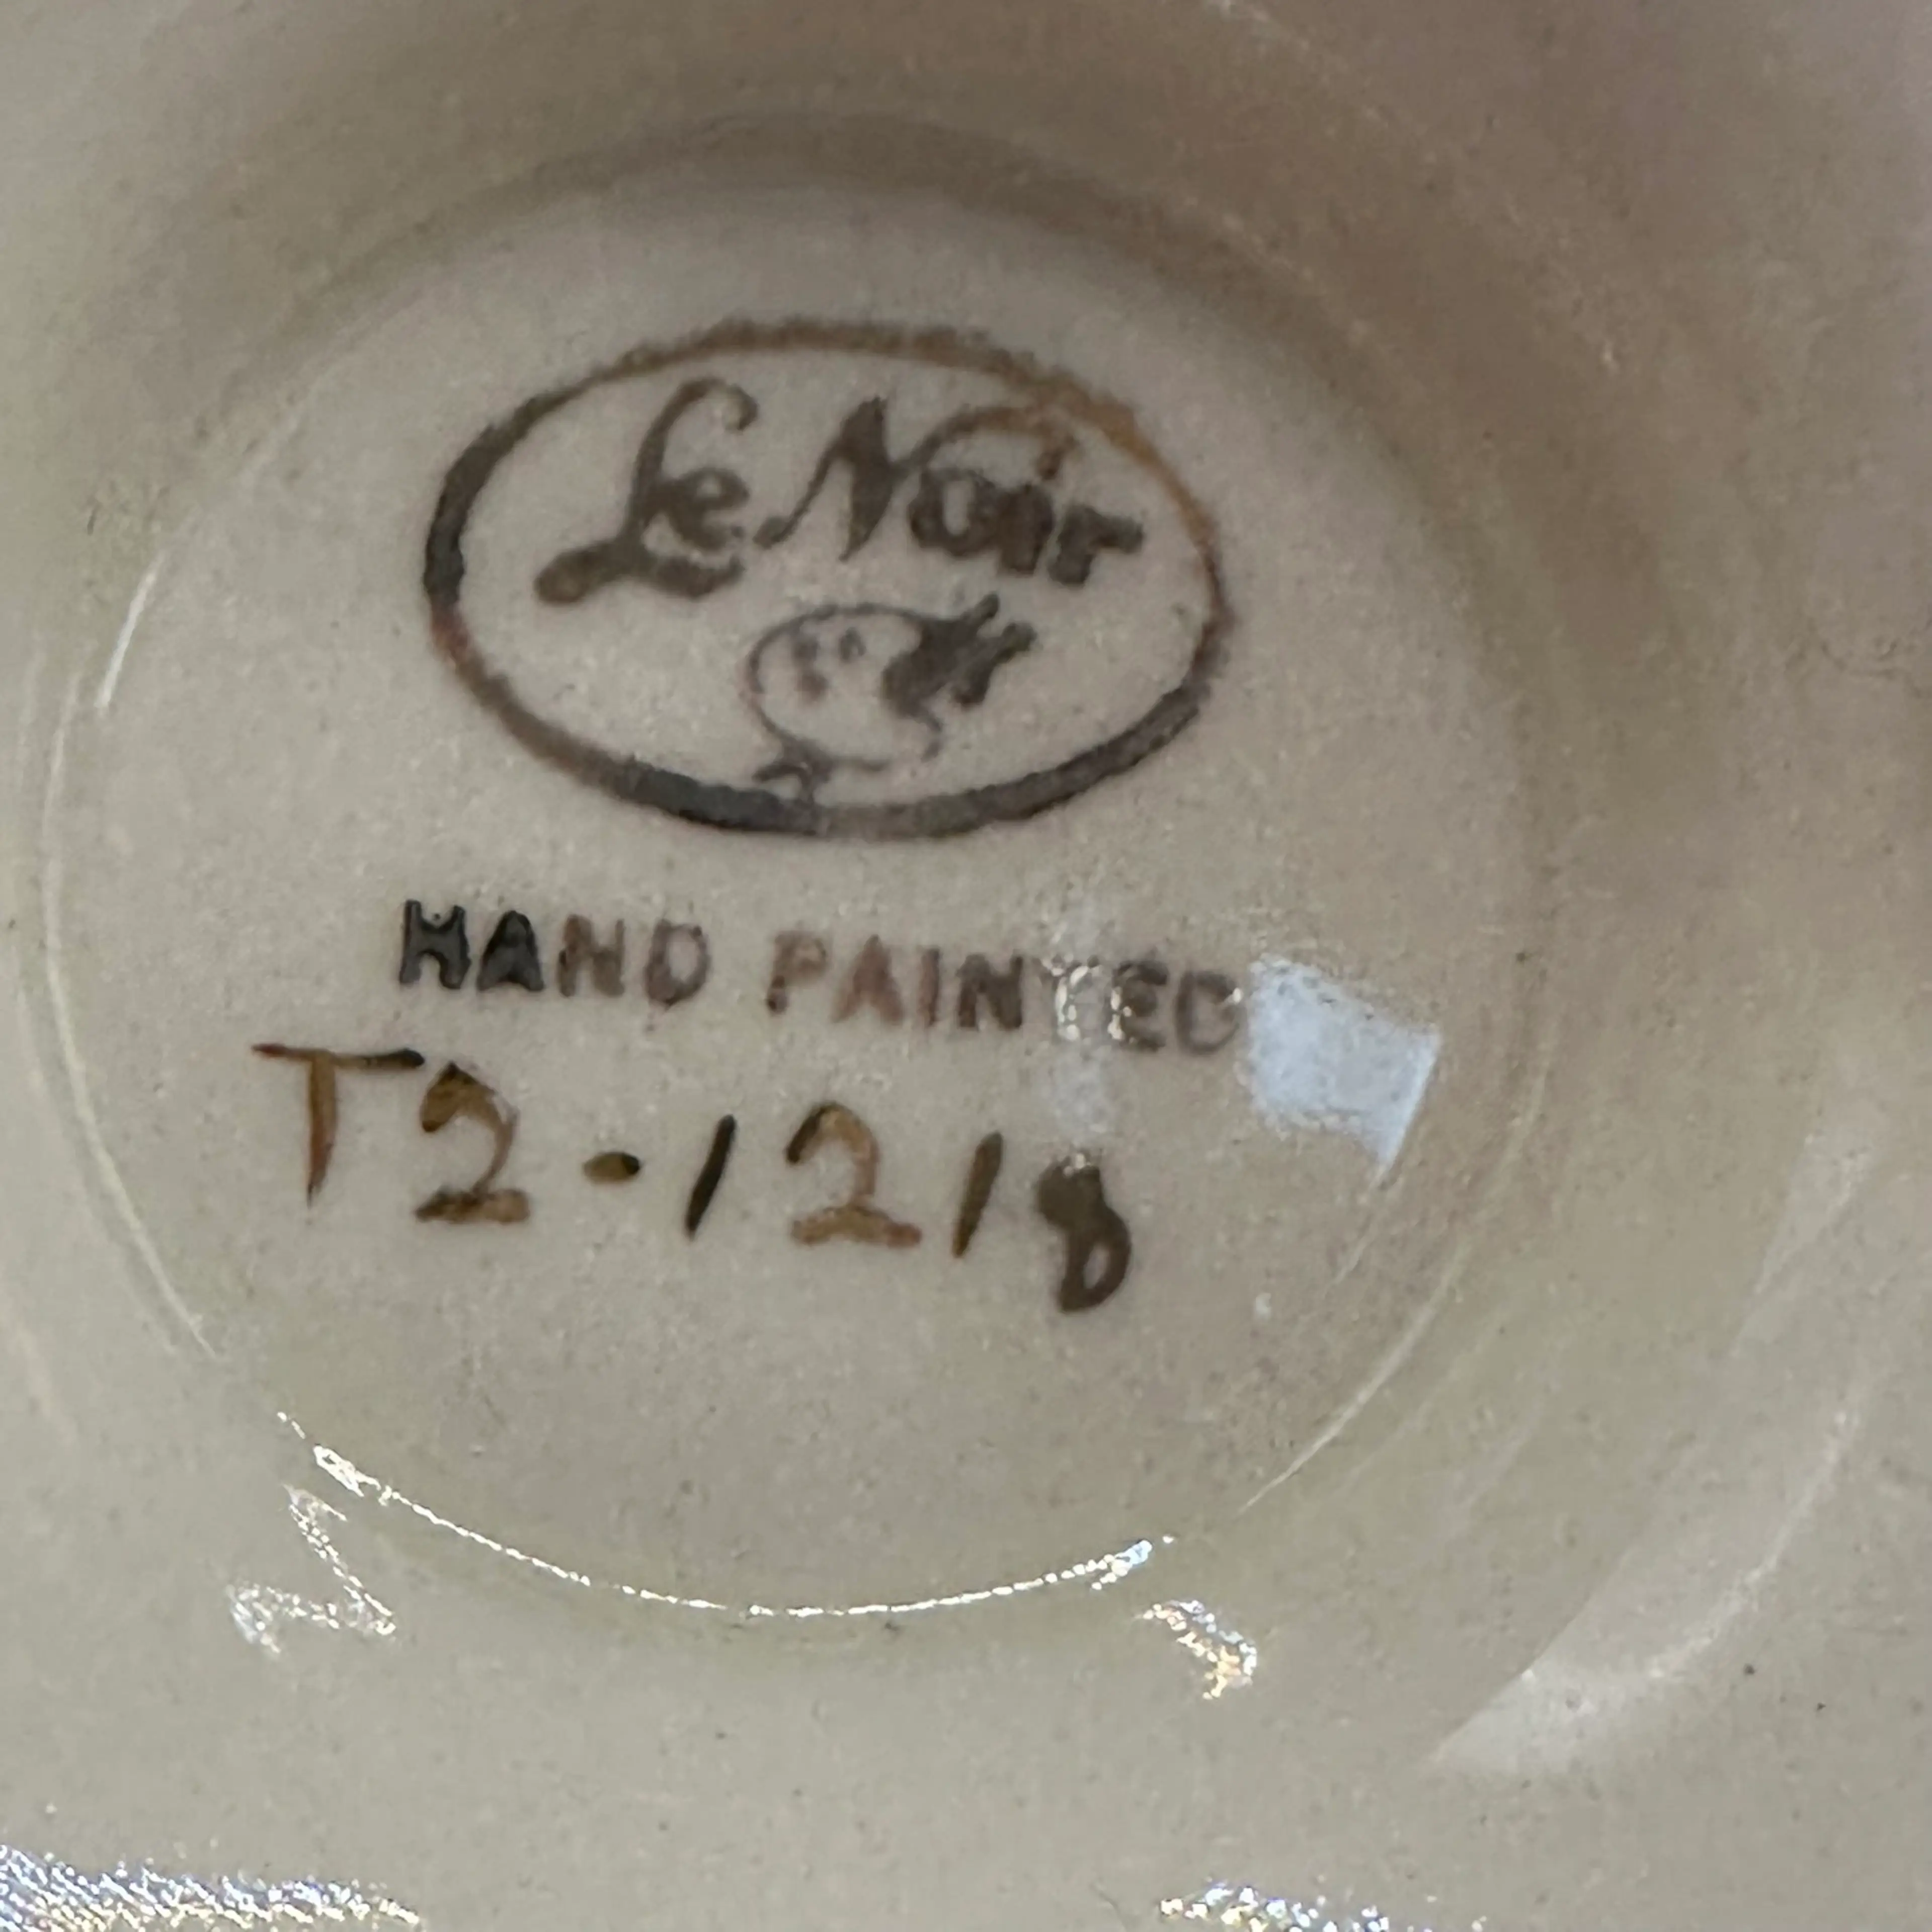 Le Noir
HAND PAINTED
T2-1218